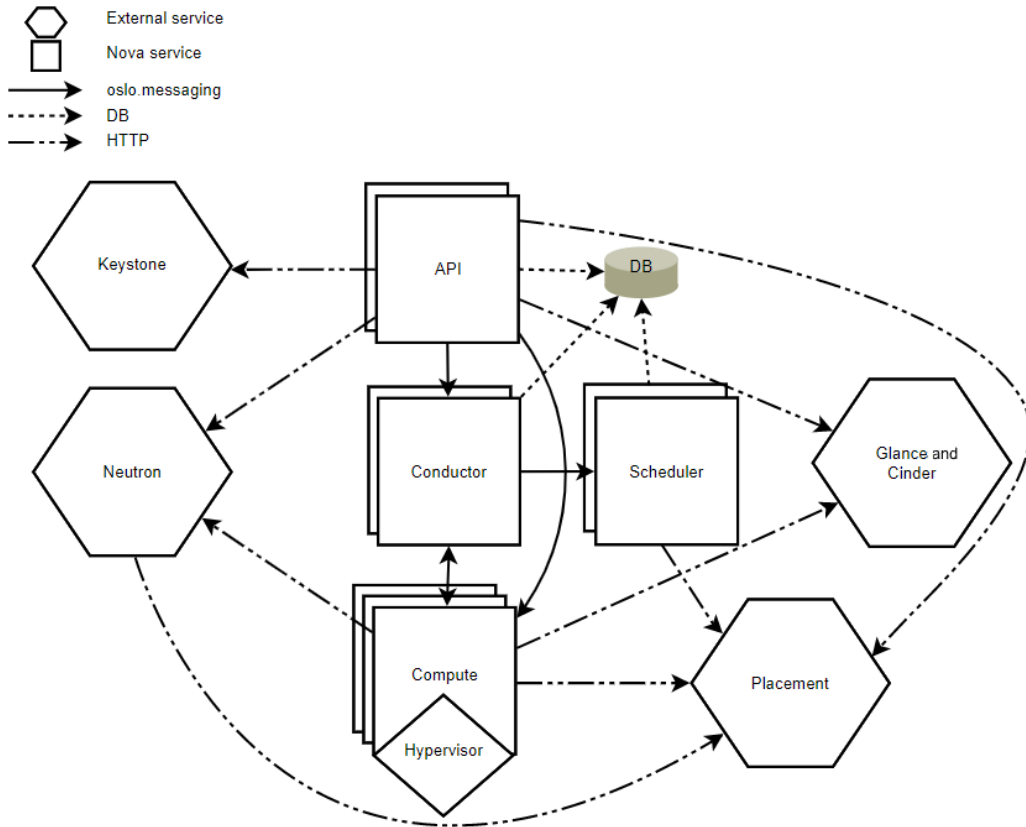 External service
Nova service
oslo.messaging
DB
HTTP
Keystone
API
DB
Neutron
Conductor
Scheduler
Glance and
Cinder
Compute
Placement
Hypervisor